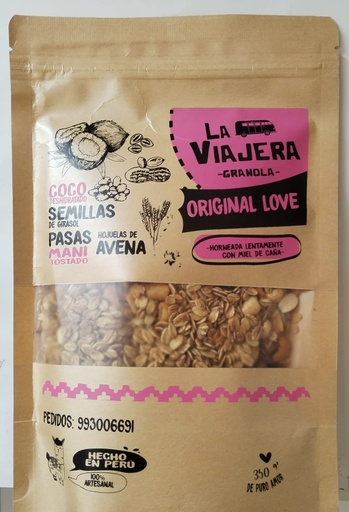 LA
VIAJERA
-GRANOLA-
ORIGINAL LOVE
-HORNEADA LENTAMENTE
CON MIEL DE CAÑA-
COCO
DESHIDRATADO
SEMILLAS
DE GIRASOL
PASAS
MANI
TOSTADO
HOJUELAS DE
AVENA
PEDIDOS: 993006691
HECHO
EN PERÚ
100%
ARTESANAL
350 gr
DE PURO AMOR